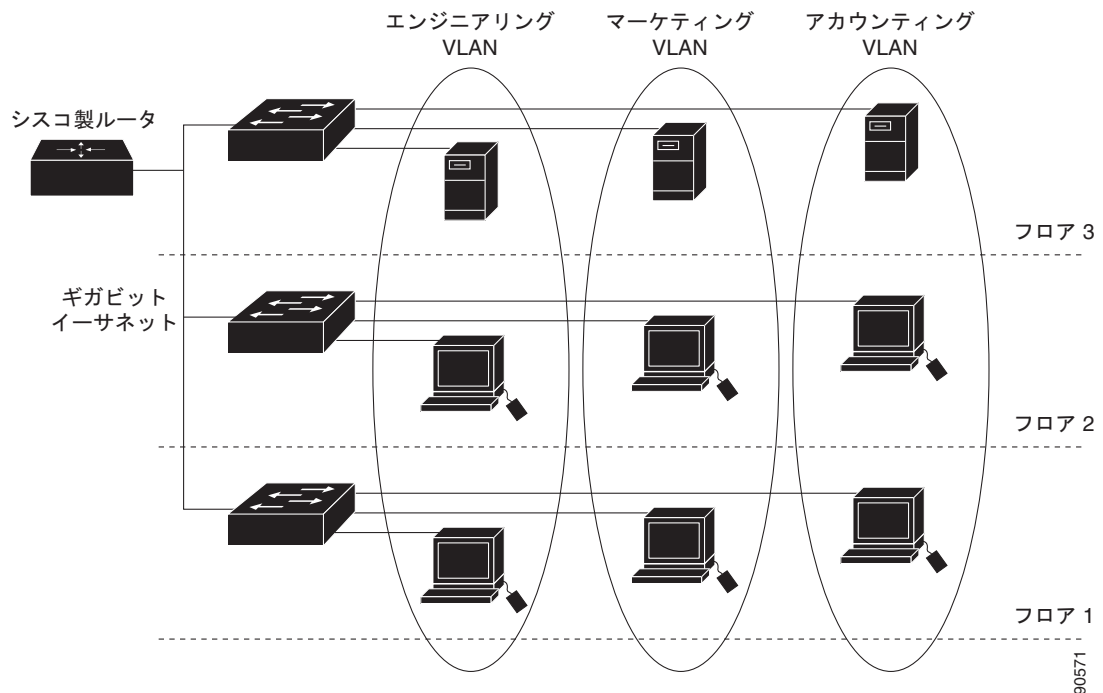 エンジニアリング
VLAN
マーケティング
VLAN
アカウンティング
VLAN
シスコ製ルータ
フロア 3
ギガビット
イーサネット
フロア 2
フロア 1
90571